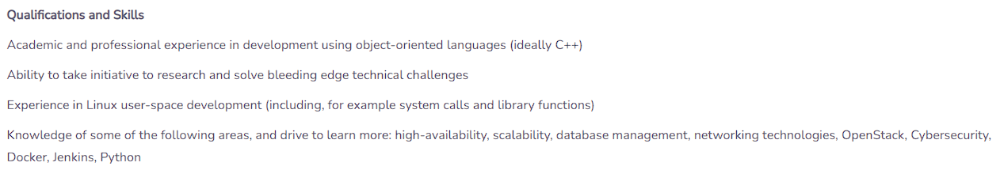 Qualifications and Skills
Academic and professional experience in development using object-oriented languages (ideally C++)
Ability to take initiative to research and solve bleeding edge technical challenges
Experience in Linux user-space development (including, for example system calls and library functions)
Knowledge of some of the following areas, and drive to learn more: high-availability, scalability, database management, networking technologies, OpenStack, Cybersecurity,
Docker, Jenkins, Python